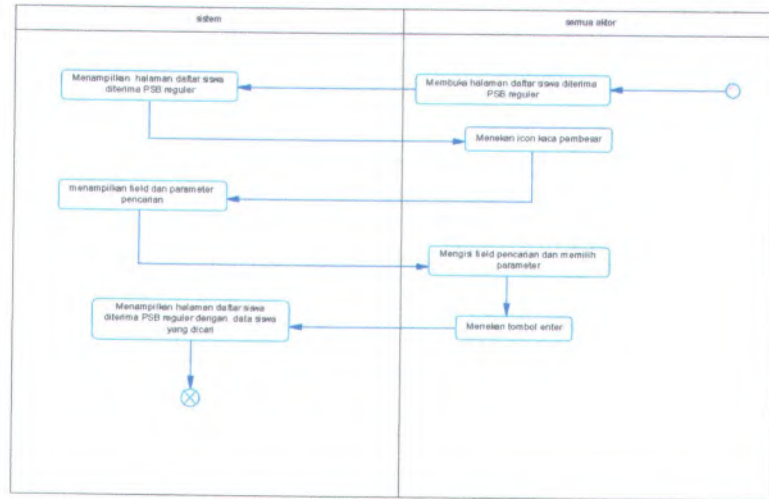 sistem
semua aktor
Menampilkan halaman daftar siswa
diterima PSB reguler
Membuka halaman daftar siswa diterima
PSB reguler
Menekan icon kaca pembesar
menampilkan field dan parameter
pencarian
Mengisi field pencarian dan memilih
parameter
Menampilkan halaman daftar siswa
diterima PSB reguler dengan data siswa
yang dicari
Menekan tombol enter